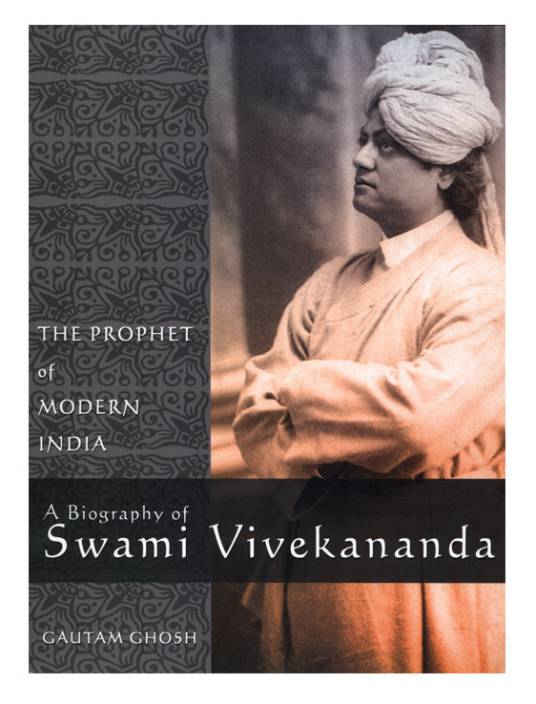 THE PROPHET
of
MODERN
INDIA
A Biography of
Swami Vivekananda
GAUTAM GHOSH